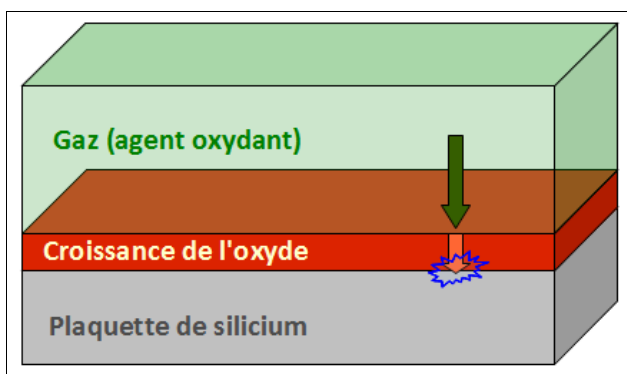 Gaz (agent oxydant)
Croissance de l'oxyde
Plaquette de silicium